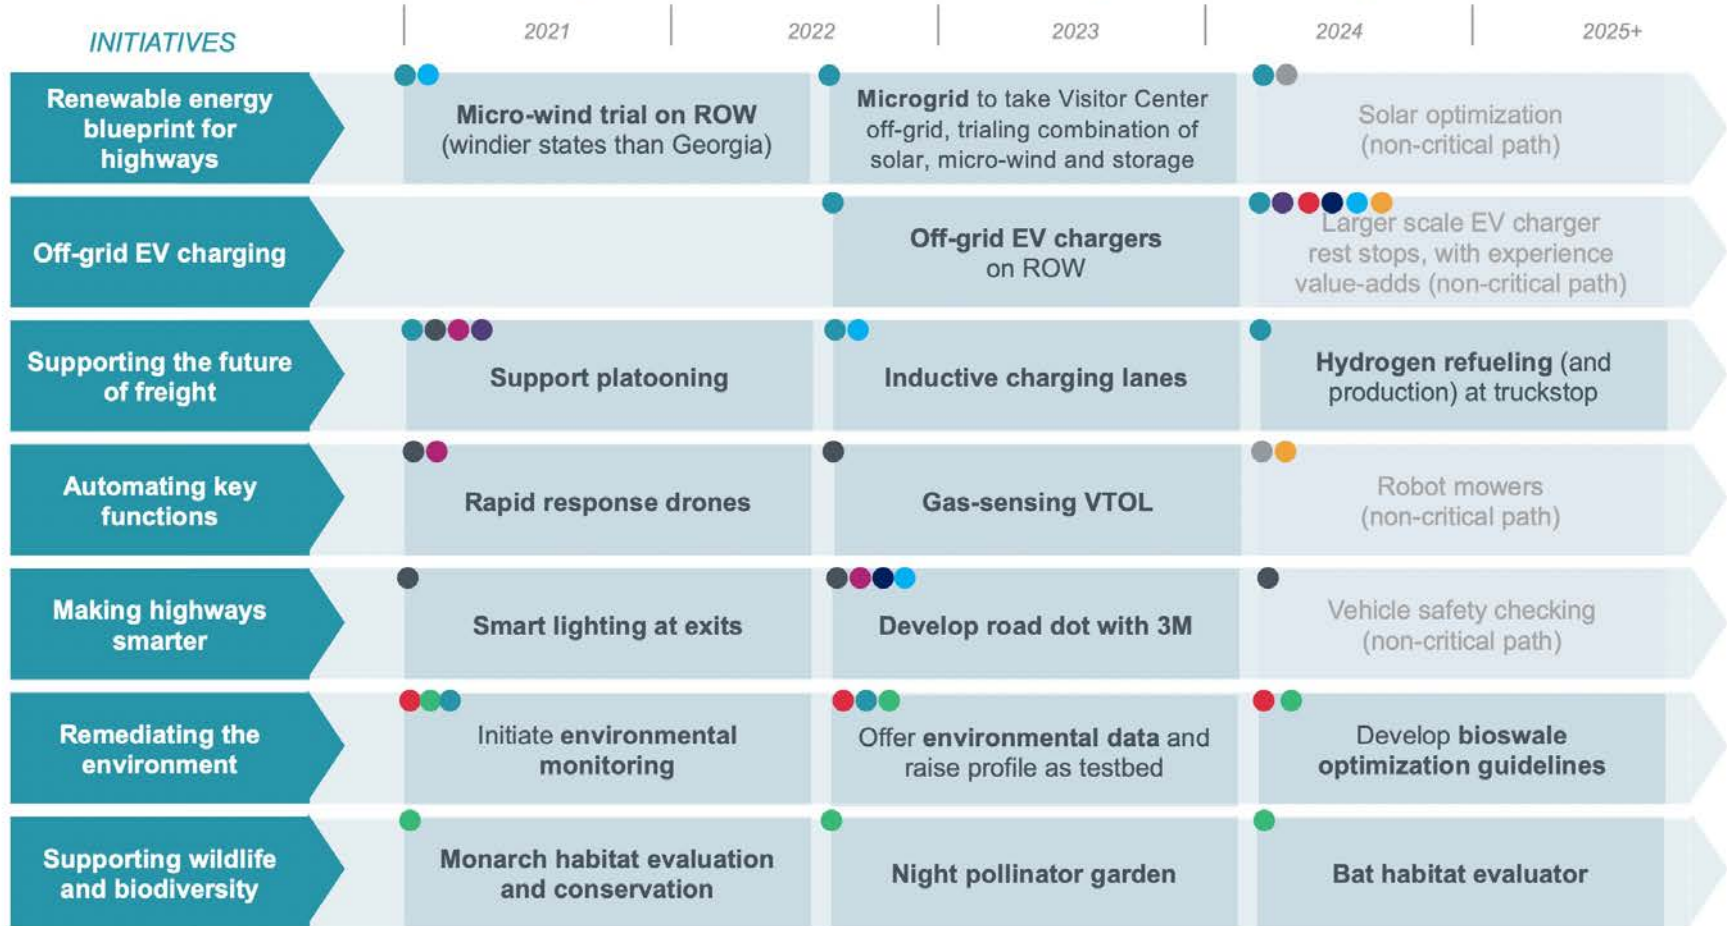 INITIATIVES
2021
2022
2023
2024
2025+
Renewable energy
blueprint for
highways
Micro-wind trial on ROW
(windier states than Georgia)
Microgrid to take Visitor Center
off-grid, trialing combination of
solar, micro-wind and storage
Solar optimization
(non-critical path)
Off-grid EV charging
Off-grid EV chargers
on ROW
Larger scale EV charger
rest stops, with experience
value-adds (non-critical path)
Supporting the future
of freight
Support platooning
Inductive charging lanes
Hydrogen refueling (and
production) at truckstop
Automating key
functions
Rapid response drones
Gas-sensing VTOL
Robot mowers
(non-critical path)
Making highways
smarter
Smart lighting at exits
Develop road dot with 3M
Vehicle safety checking
(non-critical path)
Remediating the
environment
Initiate environmental
monitoring
Offer environmental data and
raise profile as testbed
Develop bioswale
optimization guidelines
Supporting wildlife
and biodiversity
Monarch habitat evaluation
and conservation
Night pollinator garden
Bat habitat evaluator